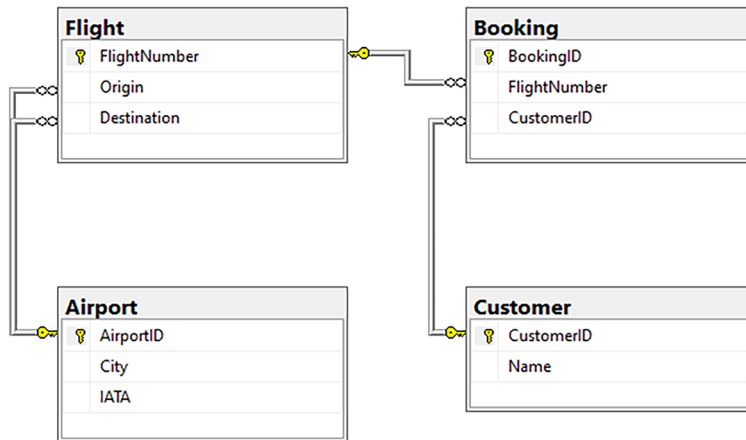 Flight
FlightNumber
Origin
Destination
Booking
BookingID
FlightNumber
CustomerID
Airport
AirportID
City
IATA
Customer
CustomerID
Name